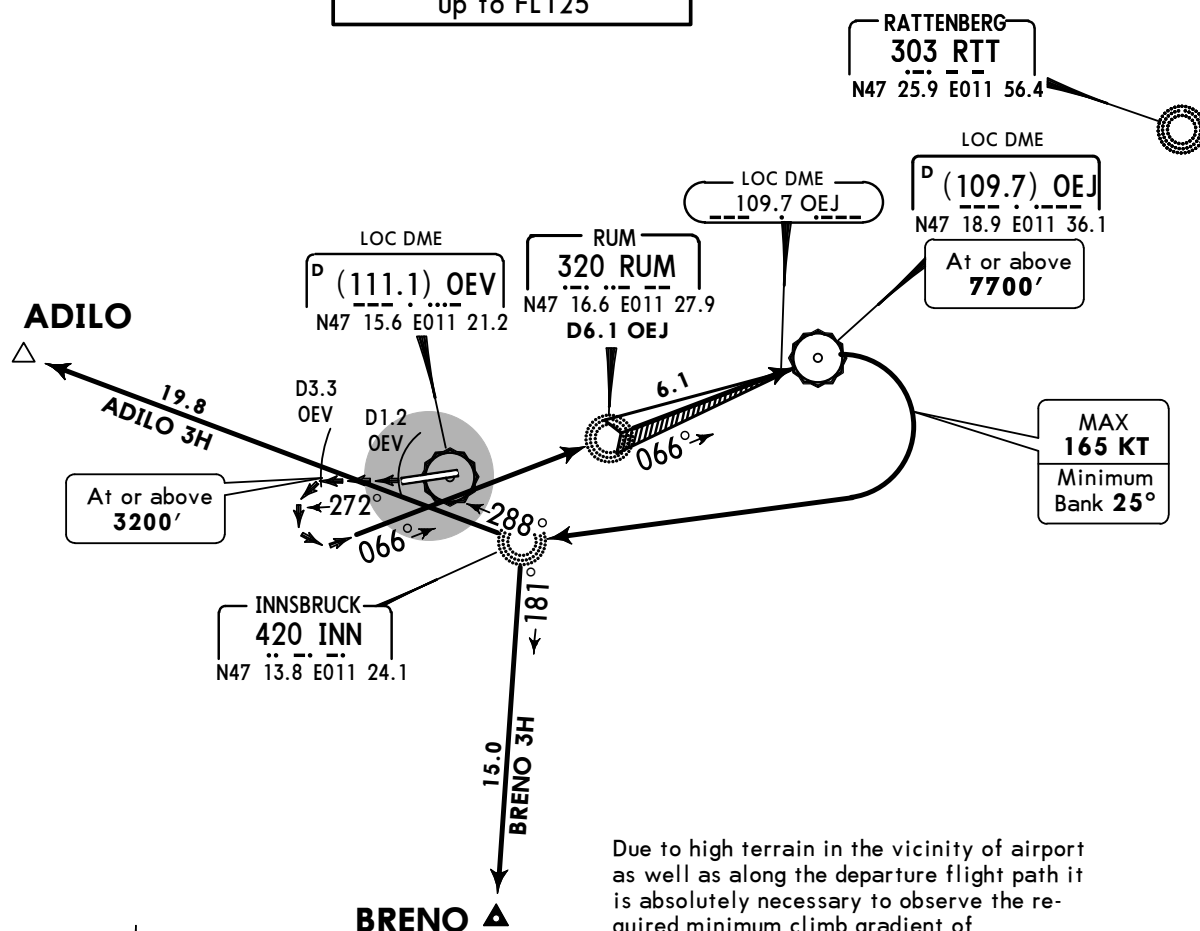 up to FL125
RATTENBERG
303 RTT
N47 25.9 E011 56.4
LOC DME
D (109.7) OEJ
N47 18.9 E011 36.1
At or above
7700'
LOC DME
109.7 OEJ
RUM
320 RUM
N47 16.6 E011 27.9
D6.1 OEJ
LOC DME
D (111.1) OEV
N47 15.6 E011 21.2
ADILO
19.8
ADILO 3H
D3.3
OEV
D1.2
OEV
6.1
066°
MAX
165 KT
Minimum
Bank 25°
At or above
3200'
272°
066°
288°
INNSBRUCK
420 INN
N47 13.8 E011 24.1
181°
15.0
BRENO 3H
BRENO
Due to high terrain in the vicinity of airport
as well as along the departure flight path it
is absolutely necessary to observe the re-
quired minimum climb gradient of